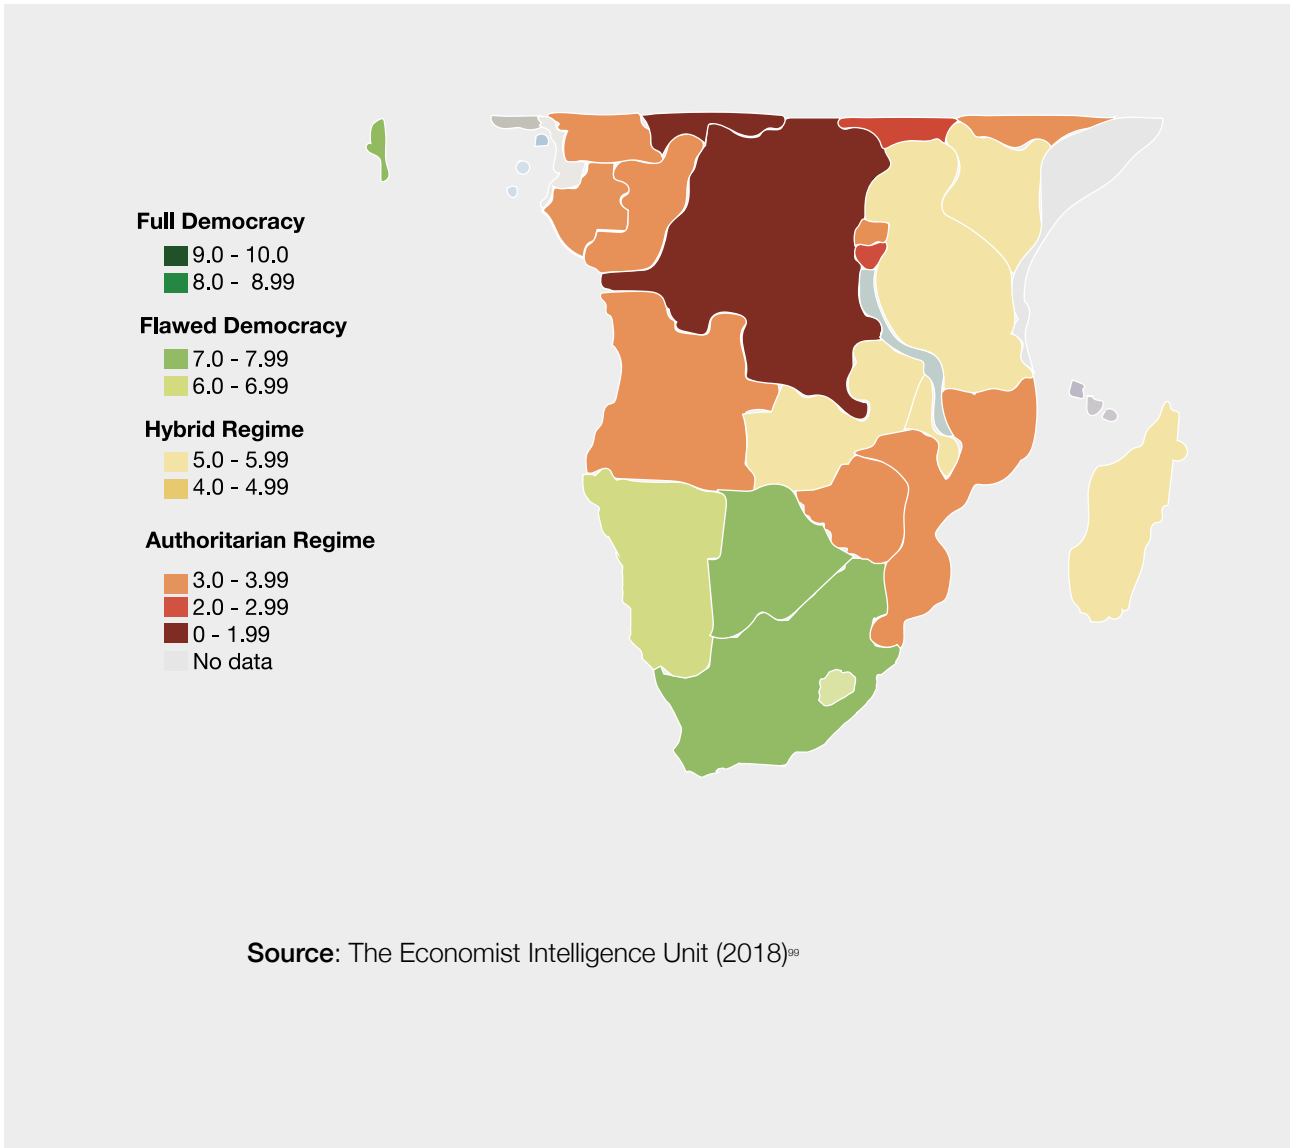 Full Democracy
9.0 - 10.0
8.0 - 8.99
Flawed Democracy
7.0 - 7.99
6.0 - 6.99
Hybrid Regime
5.0 - 5.99
4.0 - 4.99
Authoritarian Regime
3.0 - 3.99
2.0 - 2.99
0 - 1.99
No data
Source: The Economist Intelligence Unit (2018)⁹⁹